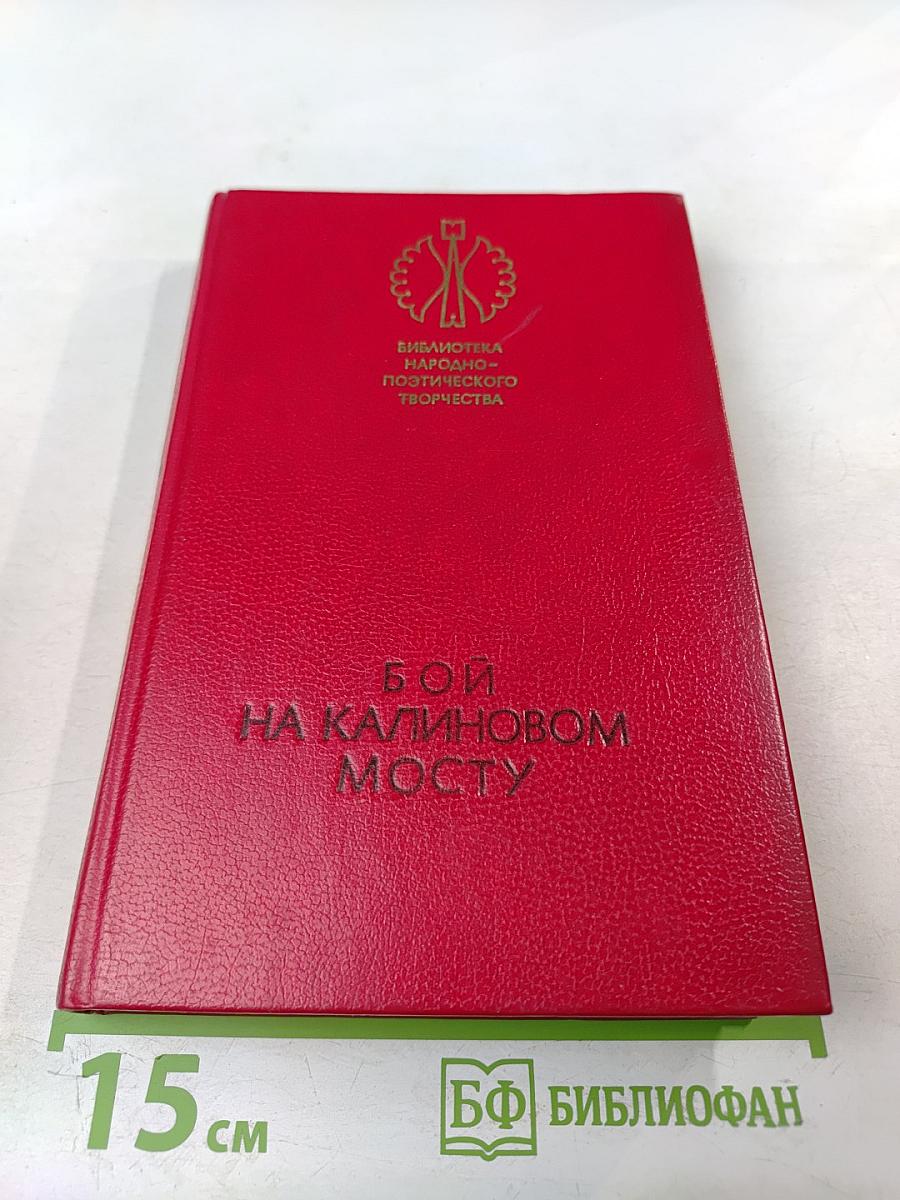 БИБЛИОТЕКА
НАРОДНО-
ПОЭТИЧЕСКОГО
ТВОРЧЕСТВА
БОЙ
НА КАЛИНОВОМ
МОСТУ
15 см
БФ БИБЛИОФАН